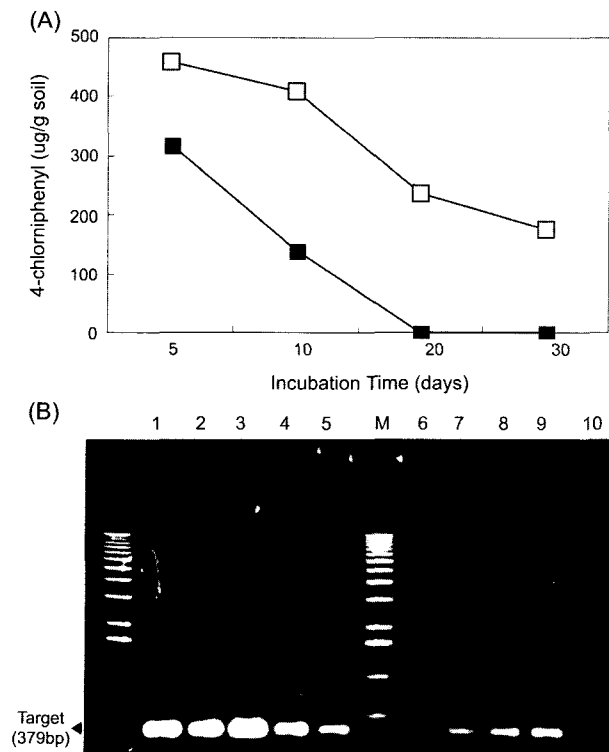 (A)
500
400
300
200
100
0
4-chlorniphenyl (ug/g soil)
5 10 20 30
Incubation Time (days)
(B)
1 2 3 4 5 M 6 7 8 9 10
Target
(379bp)